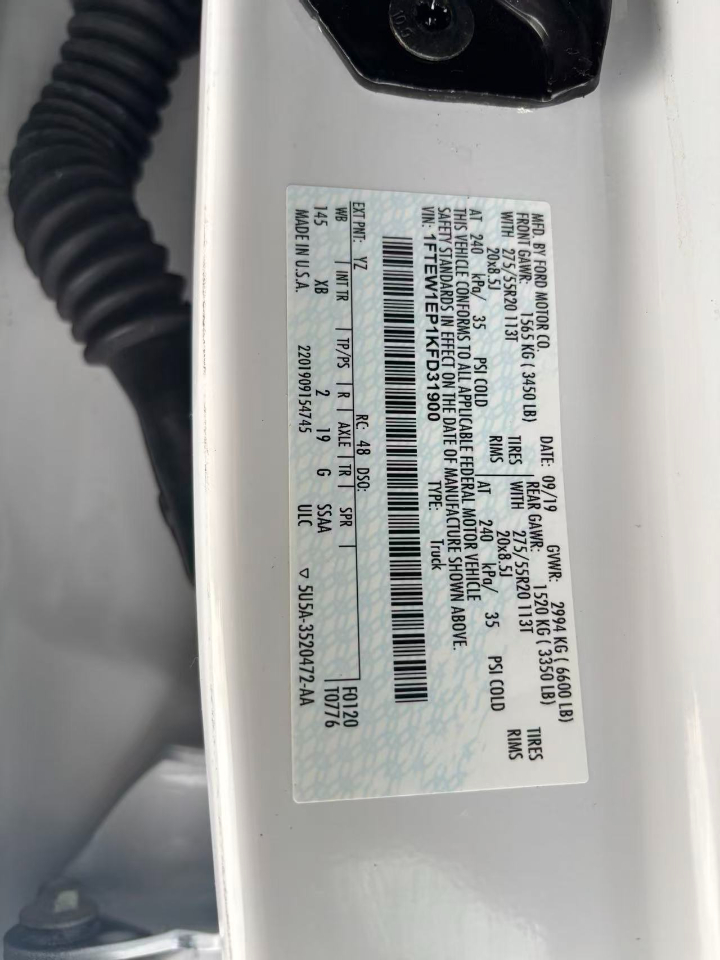 MFD. BY FORD MOTOR CO.
DATE: 09/19 GVWR: 2994 KG ( 6600 LB)
FRONT GAWR: 1565 KG ( 3450 LB) REAR GAWR: 1520 KG ( 3350 LB)
WITH 275/55R20 113T TIRES WITH 275/55R20 113T TIRES
20x8.5J RIMS 20x8.5J RIMS
AT 240 kPa/ 35 PSI COLD AT 240 kPa/ 35 PSI COLD
THIS VEHICLE CONFORMS TO ALL APPLICABLE FEDERAL MOTOR VEHICLE
SAFETY STANDARDS IN EFFECT ON THE DATE OF MANUFACTURE SHOWN ABOVE.
VIN: 1FTEW1EP1KFD31900 TYPE: Truck
F0120
T0776
EXT PNT: YZ RC: 48 DSO:
WB INT TR TP/PS R AXLE TR SPR
145 XB 2 19 G SSAA
MADE IN U.S.A. 2201909154745 ULC ▽ 5U5A-3520472-AA